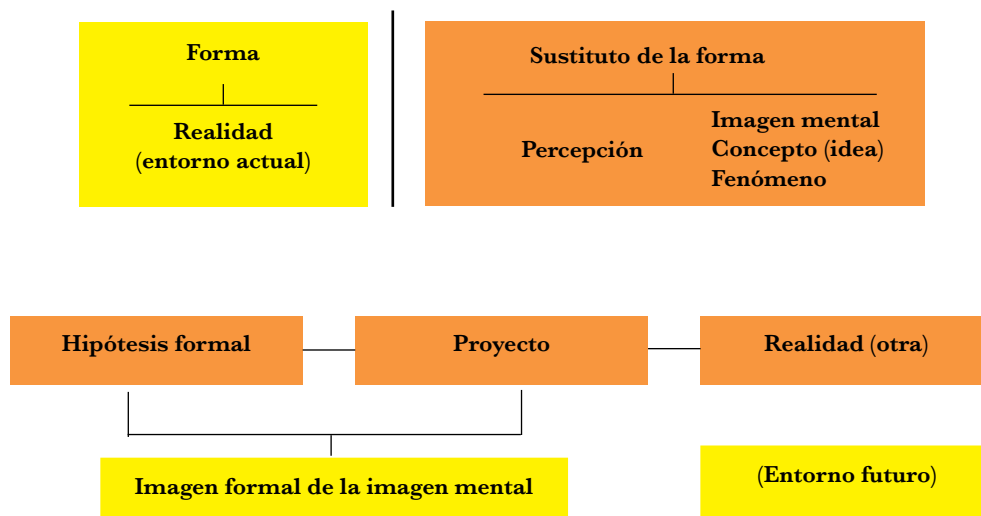 Forma
Realidad
(entorno actual)
Sustituto de la forma
Percepción
Imagen mental
Concepto (idea)
Fenómeno
Hipótesis formal
Proyecto
Realidad (otra)
Imagen formal de la imagen mental
(Entorno futuro)